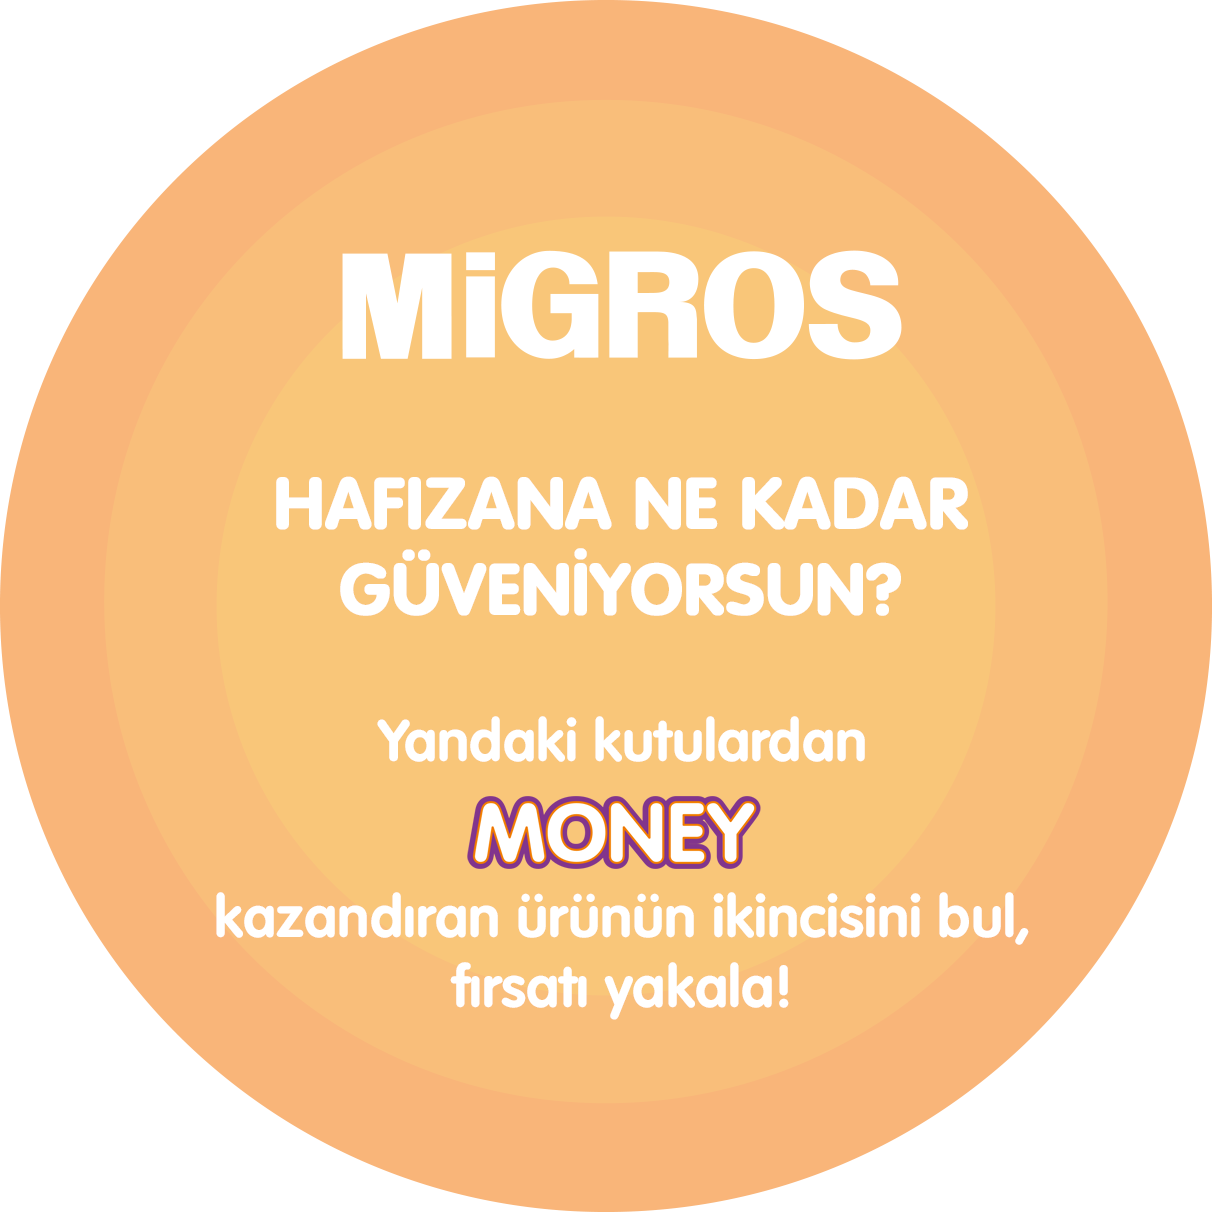 MiGROS
HAFIZANA NE KADAR
GÜVENİYORSUN?
Yandaki kutulardan
MONEY
kazandıran ürünün ikincisini bul,
fırsatı yakala!